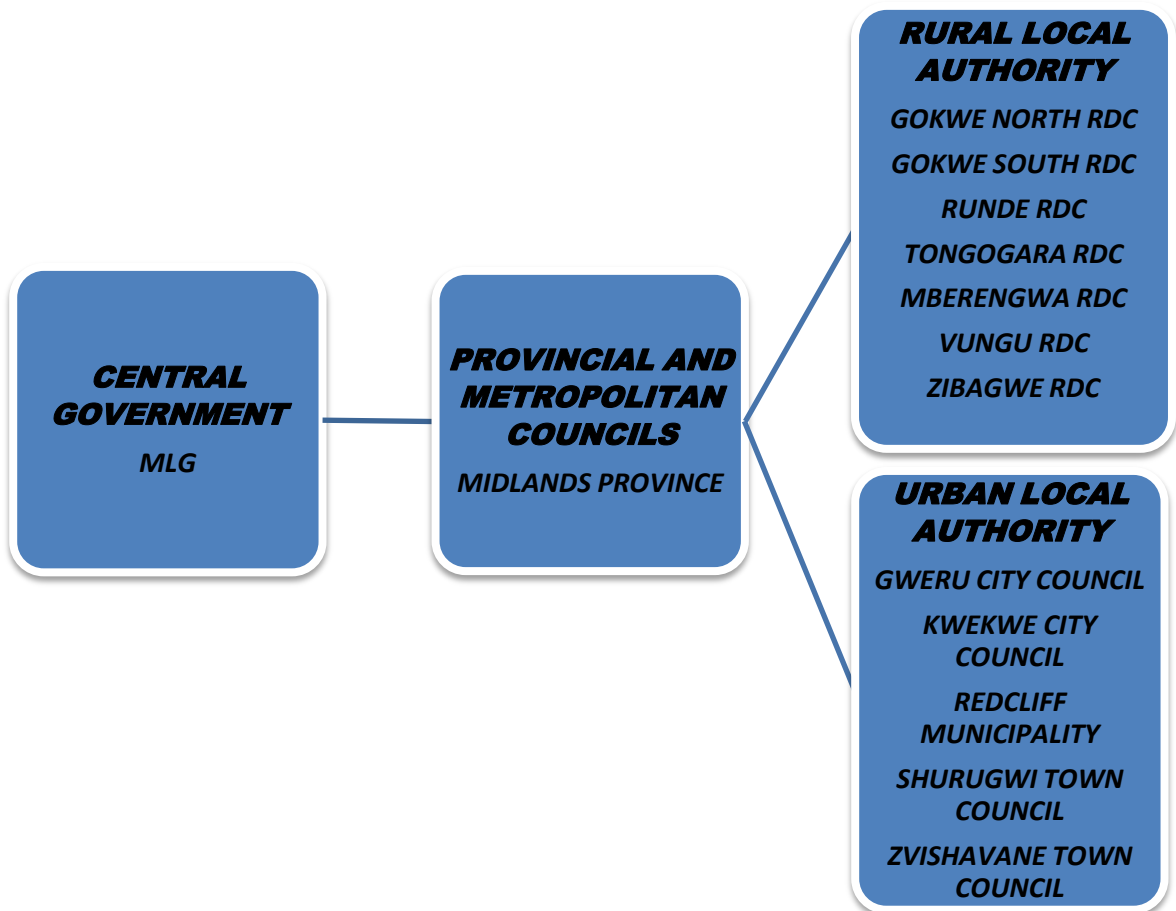 CENTRAL
GOVERNMENT
MLG
PROVINCIAL AND
METROPOLITAN
COUNCILS
MIDLANDS PROVINCE
RURAL LOCAL
AUTHORITY
GOKWE NORTH RDC
GOKWE SOUTH RDC
RUNDE RDC
TONGOGARA RDC
MBERENGWA RDC
VUNGU RDC
ZIBAGWE RDC
URBAN LOCAL
AUTHORITY
GWERU CITY COUNCIL
KWEKWE CITY
COUNCIL
REDCLIFF
MUNICIPALITY
SHURUGWI TOWN
COUNCIL
ZVISHAVANE TOWN
COUNCIL